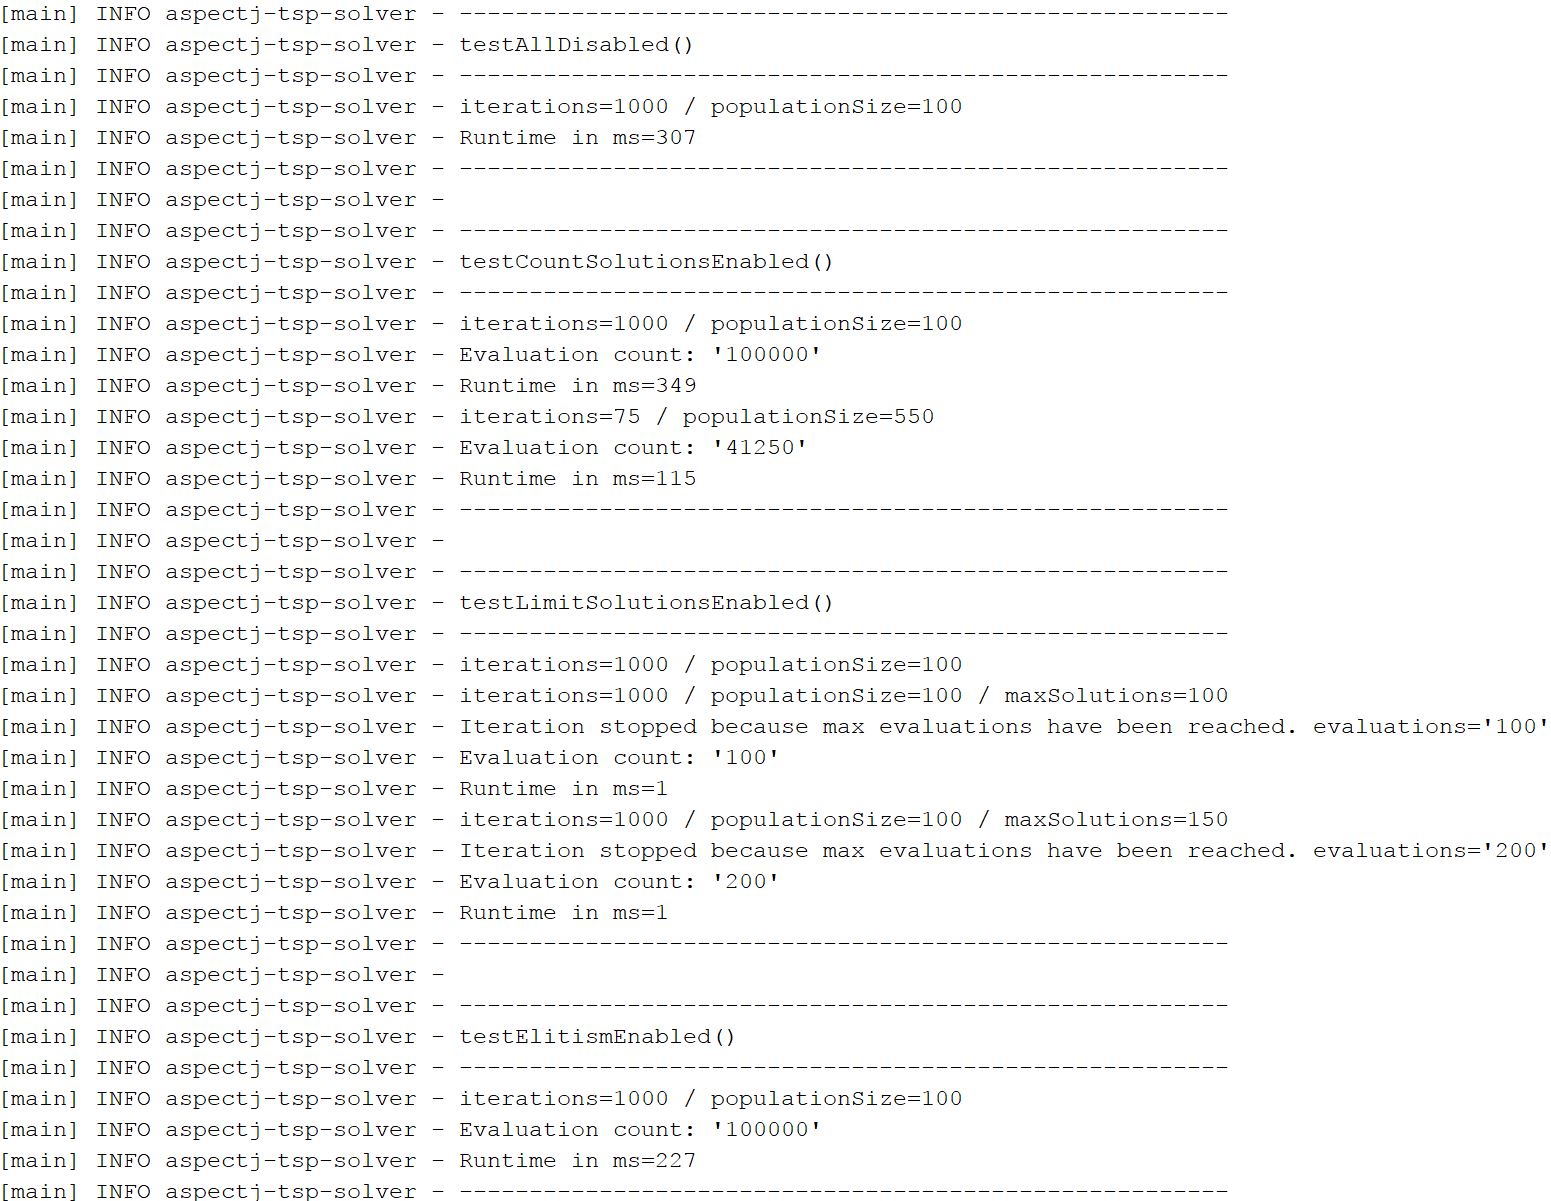 [main] INFO aspectj-tsp-solver - -------------------------------------------------------
[main] INFO aspectj-tsp-solver - testAllDisabled()
[main] INFO aspectj-tsp-solver - -------------------------------------------------------
[main] INFO aspectj-tsp-solver - iterations=1000 / populationSize=100
[main] INFO aspectj-tsp-solver - Runtime in ms=307
[main] INFO aspectj-tsp-solver - -------------------------------------------------------
[main] INFO aspectj-tsp-solver -
[main] INFO aspectj-tsp-solver - -------------------------------------------------------
[main] INFO aspectj-tsp-solver - testCountSolutionsEnabled()
[main] INFO aspectj-tsp-solver - -------------------------------------------------------
[main] INFO aspectj-tsp-solver - iterations=1000 / populationSize=100
[main] INFO aspectj-tsp-solver - Evaluation count: '100000'
[main] INFO aspectj-tsp-solver - Runtime in ms=349
[main] INFO aspectj-tsp-solver - iterations=75 / populationSize=550
[main] INFO aspectj-tsp-solver - Evaluation count: '41250'
[main] INFO aspectj-tsp-solver - Runtime in ms=115
[main] INFO aspectj-tsp-solver - -------------------------------------------------------
[main] INFO aspectj-tsp-solver -
[main] INFO aspectj-tsp-solver - -------------------------------------------------------
[main] INFO aspectj-tsp-solver - testLimitSolutionsEnabled()
[main] INFO aspectj-tsp-solver - -------------------------------------------------------
[main] INFO aspectj-tsp-solver - iterations=1000 / populationSize=100
[main] INFO aspectj-tsp-solver - iterations=1000 / populationSize=100 / maxSolutions=100
[main] INFO aspectj-tsp-solver - Iteration stopped because max evaluations have been reached. evaluations='100'
[main] INFO aspectj-tsp-solver - Evaluation count: '100'
[main] INFO aspectj-tsp-solver - Runtime in ms=1
[main] INFO aspectj-tsp-solver - iterations=1000 / populationSize=100 / maxSolutions=150
[main] INFO aspectj-tsp-solver - Iteration stopped because max evaluations have been reached. evaluations='200'
[main] INFO aspectj-tsp-solver - Evaluation count: '200'
[main] INFO aspectj-tsp-solver - Runtime in ms=1
[main] INFO aspectj-tsp-solver - -------------------------------------------------------
[main] INFO aspectj-tsp-solver -
[main] INFO aspectj-tsp-solver - -------------------------------------------------------
[main] INFO aspectj-tsp-solver - testElitismEnabled()
[main] INFO aspectj-tsp-solver - -------------------------------------------------------
[main] INFO aspectj-tsp-solver - iterations=1000 / populationSize=100
[main] INFO aspectj-tsp-solver - Evaluation count: '100000'
[main] INFO aspectj-tsp-solver - Runtime in ms=227
[main] INFO aspectj-tsp-solver - -------------------------------------------------------